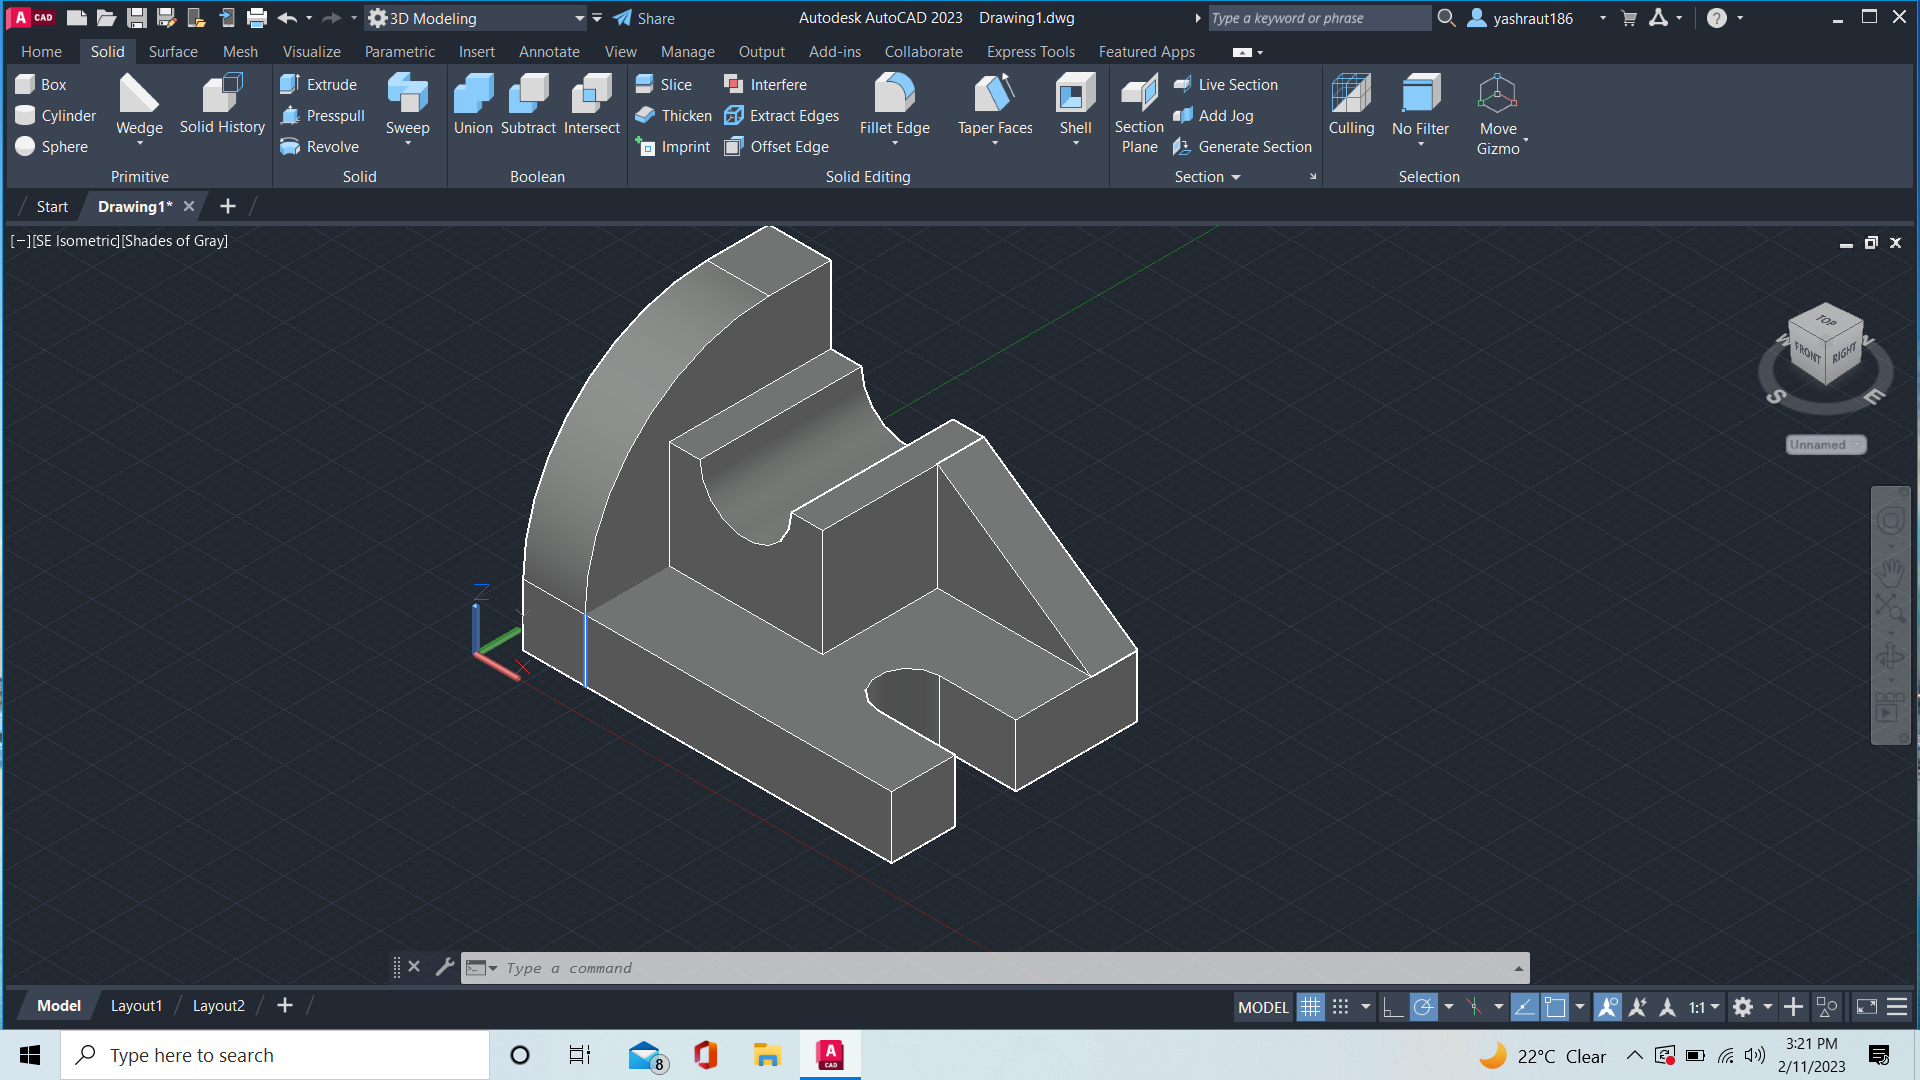 A CAD
3D Modeling
Share
Autodesk AutoCAD 2023 Drawing1.dwg
Type a keyword or phrase
yashraut186
?
Home Solid Surface Mesh Visualize Parametric Insert Annotate View Manage Output Add-ins Collaborate Express Tools Featured Apps
Box
Cylinder
Sphere
Wedge
Solid History
Primitive
Extrude
Presspull
Revolve
Sweep
Solid
Union Subtract Intersect
Boolean
Slice
Thicken
Imprint
Interfere
Extract Edges
Offset Edge
Fillet Edge
Taper Faces
Shell
Solid Editing
Section
Plane
Live Section
Add Jog
Generate Section
Section
Culling
No Filter
Move
Gizmo
Selection
Start
Drawing1*
[−][SE Isometric][Shades of Gray]
TOP
FRONT
RIGHT
W
N
S
E
Unnamed
Z
X
Type a command
Model
Layout1
Layout2
MODEL
1:1
Type here to search
8
A CAD
22°C Clear
3:21 PM
2/11/2023